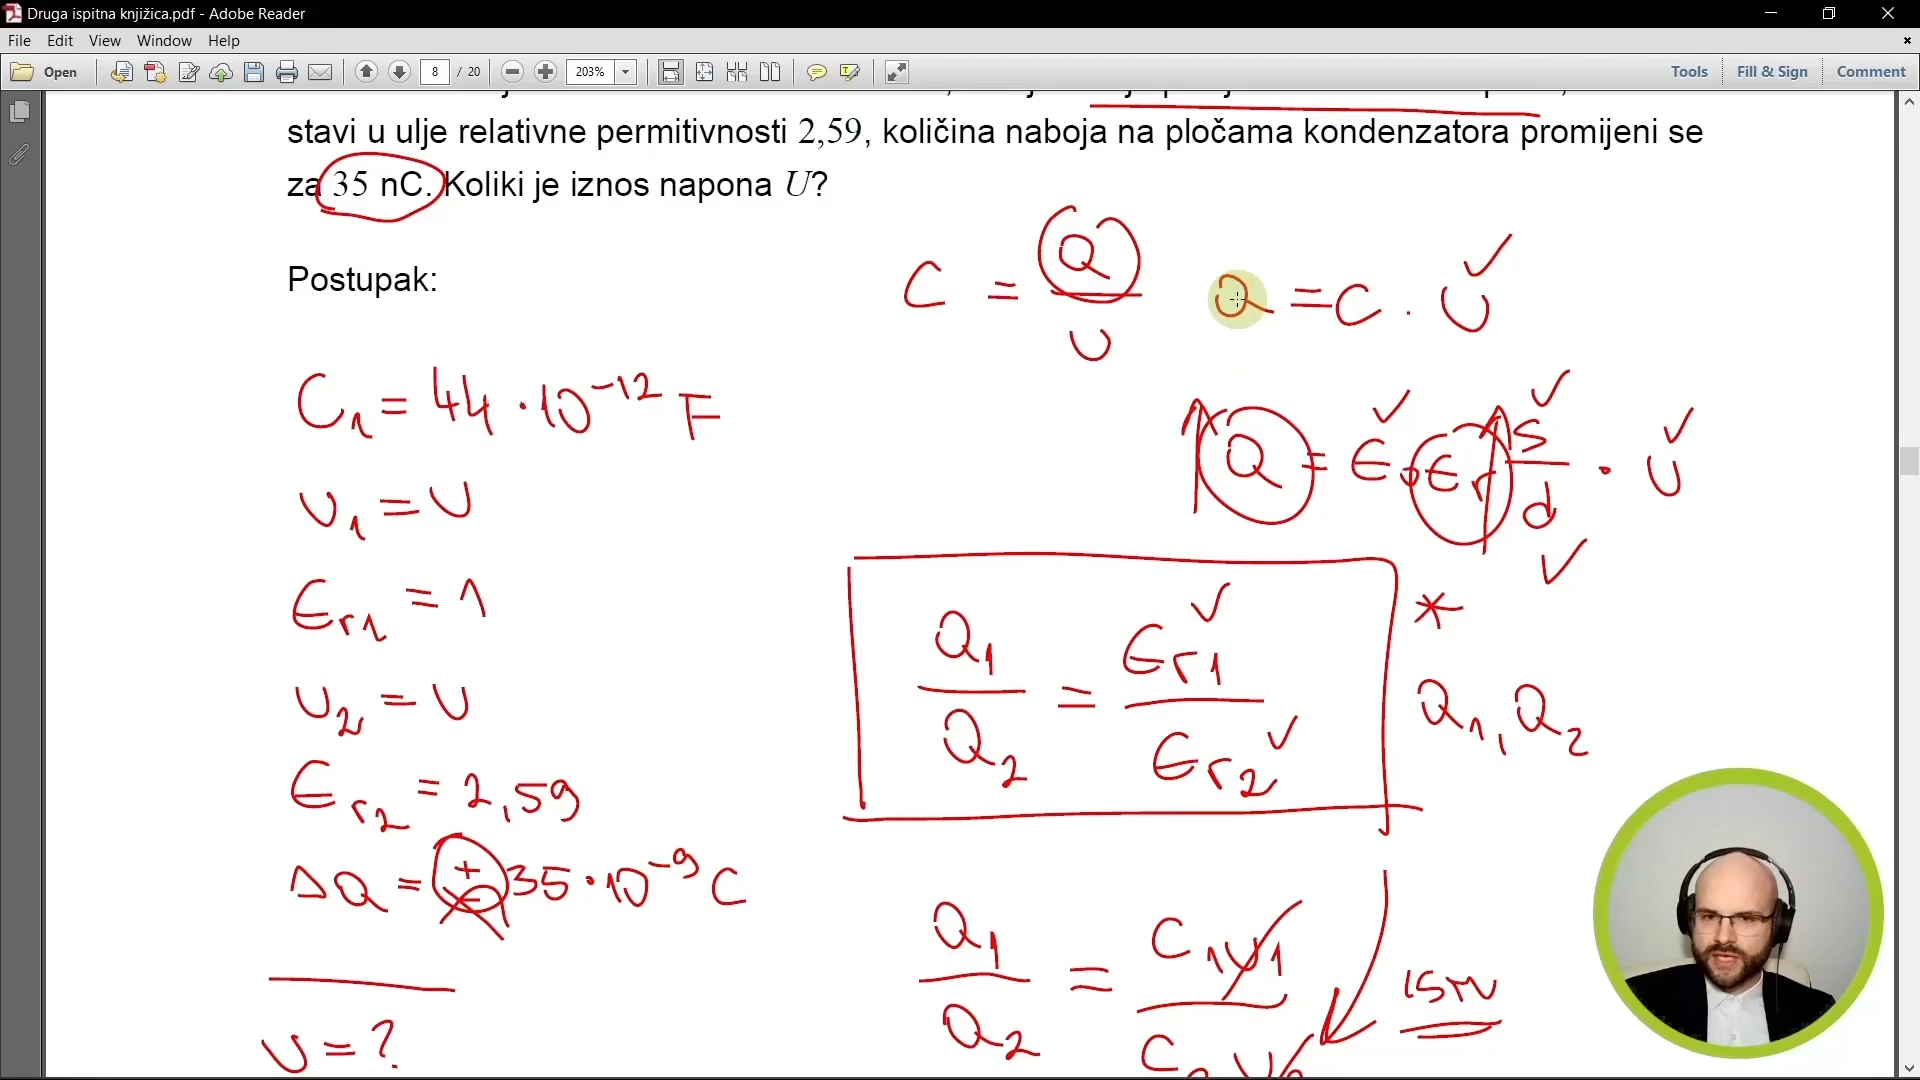 Druga ispitna knjižica.pdf - Adobe Reader
File Edit View Window Help
Open 8 / 20 203% Tools Fill & Sign Comment
stavi u ulje relativne permitivnosti 2,59, količina naboja na pločama kondenzatora promijeni se
za 35 nC. Koliki je iznos napona U?
Postupak:
C = Q / U Q = C · U
C₁ = 44 · 10⁻¹² F
Q = ϵ₀ϵr S/d · U
U₁ = U
ϵr1 = 1
Q₁ / Q₂ = ϵr1 / ϵr2 *
Q₁, Q₂
U₂ = U
ϵr2 = 2,59
ΔQ = ± 35 · 10⁻⁹ C
Q₁ / Q₂ = C₁U₁ / C₂U₂
U = ?